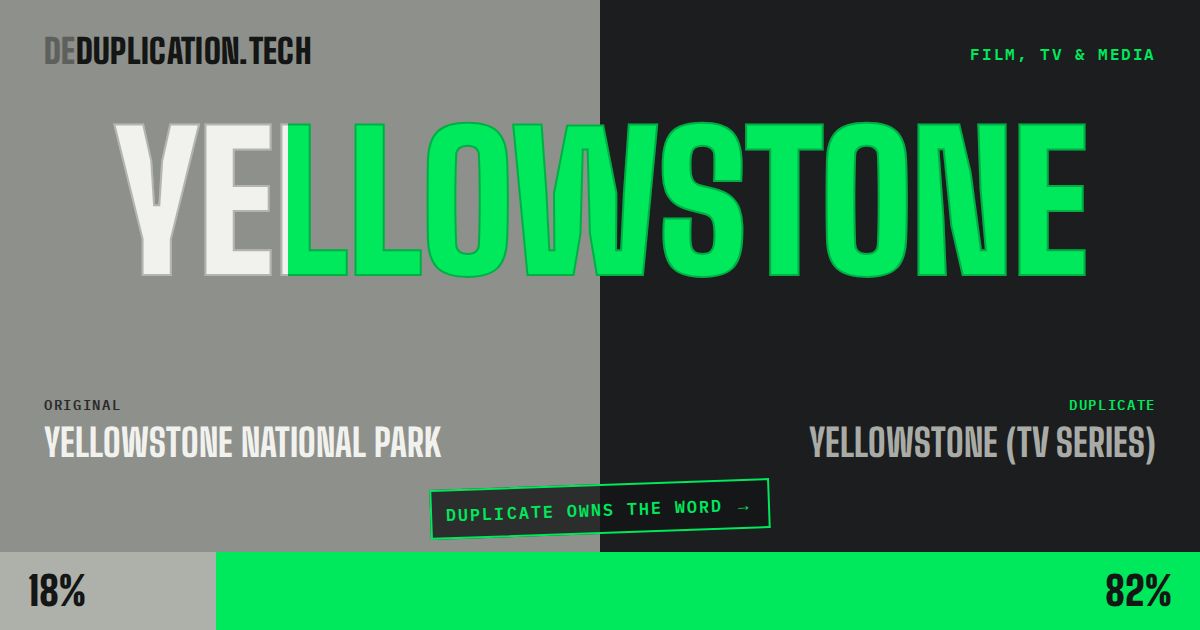 DEDUPLICATION.TECH
FILM, TV & MEDIA
YELLOWSTONE
ORIGINAL
DUPLICATE
YELLOWSTONE NATIONAL PARK
YELLOWSTONE (TV SERIES)
DUPLICATE OWNS THE WORD →
18%
82%